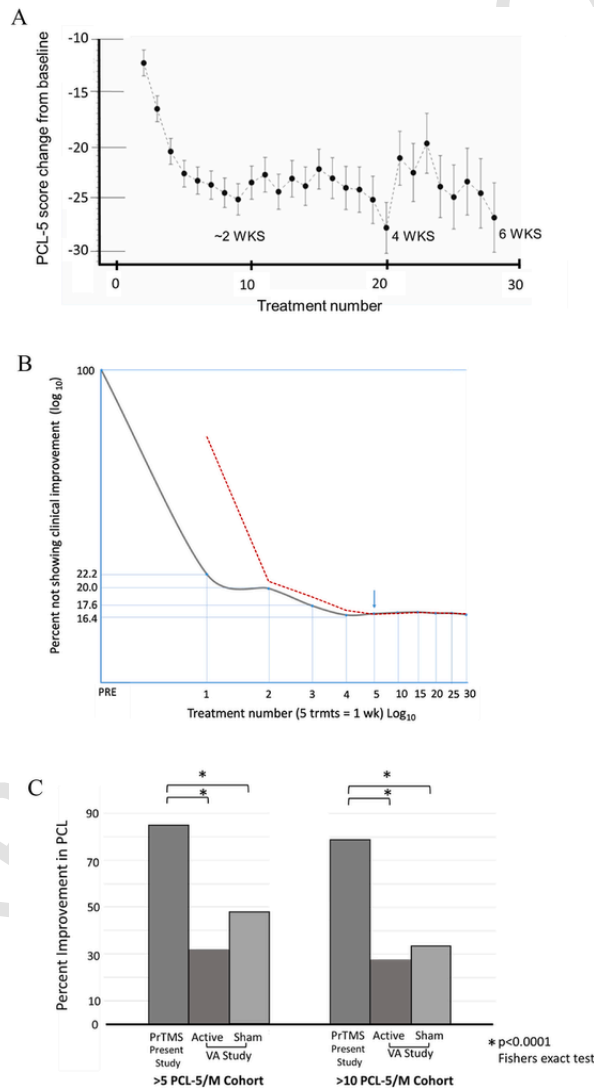 A
PCL-5 score change from baseline
-10
-15
-20
-25
-30
~2 WKS
4 WKS
6 WKS
0
10
20
30
Treatment number
B
Percent not showing clinical improvement (log 10)
100
22.2
20.0
17.6
16.4
PRE
1
2
3
4
5
10
15
20
25
30
Treatment number (5 trmts = 1 wk) Log10
C
Percent Improvement in PCL
90
70
50
30
10
0
*
*
*
*
PrTMS Active Sham
Present
Study
VA Study
>5 PCL-5/M Cohort
PrTMS Active Sham
Present
Study
VA Study
>10 PCL-5/M Cohort
* p<0.0001
Fishers exact test